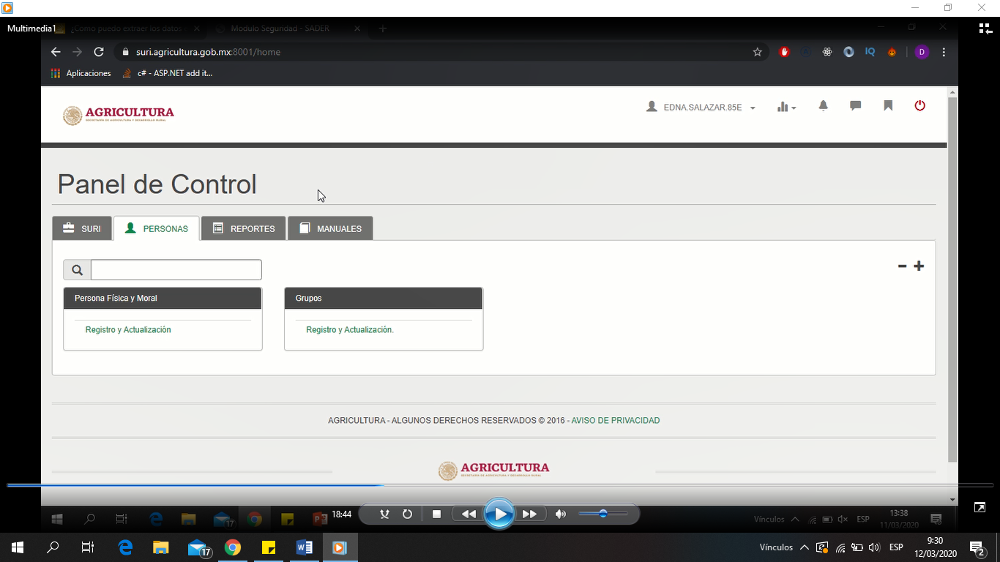 Multimedia1
¿Como puedo extraer los datos
Modulo Seguridad - SADER
suri.agricultura.gob.mx:8001/home
IQ
D
Aplicaciones
c# - ASP.NET add it...
AGRICULTURA
SECRETARÍA DE AGRICULTURA Y DESARROLLO RURAL
EDNA.SALAZAR.85E
Panel de Control
SURI
PERSONAS
REPORTES
MANUALES
Persona Física y Moral
Grupos
Registro y Actualización
Registro y Actualización.
AGRICULTURA - ALGUNOS DERECHOS RESERVADOS © 2016 - AVISO DE PRIVACIDAD
AGRICULTURA
SECRETARÍA DE AGRICULTURA Y DESARROLLO RURAL
17
18:44
Vínculos
ESP
13:38
11/03/2020
17
Vínculos
ESP
9:30
12/03/2020
2